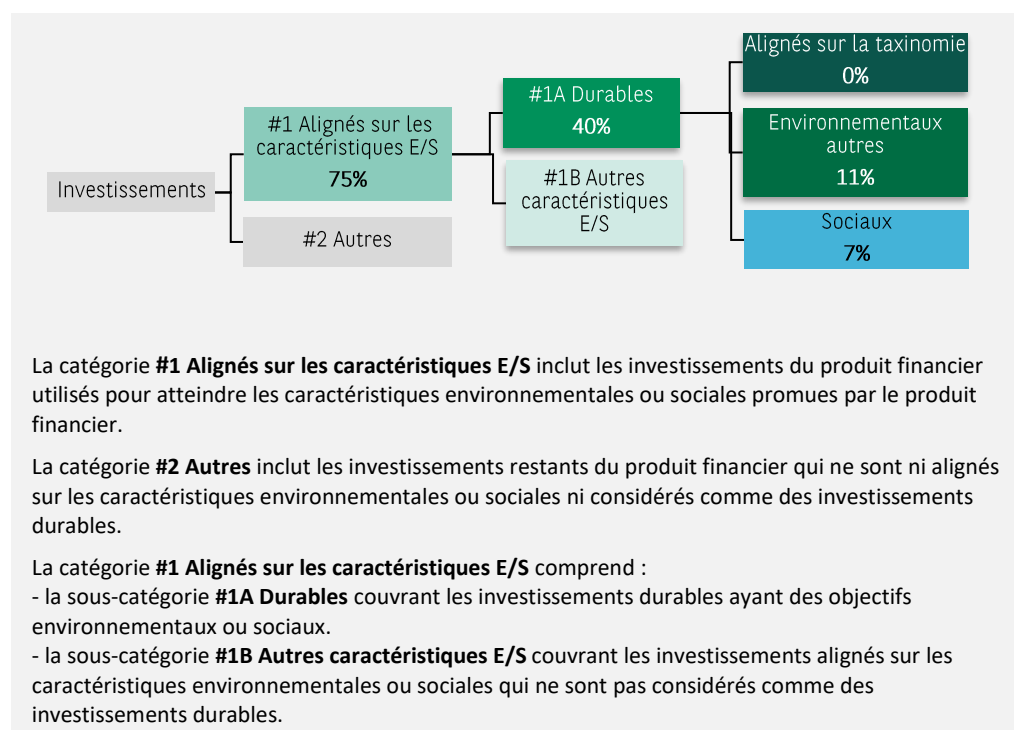 Investissements
#1 Alignés sur les
caractéristiques E/S
75%
#2 Autres
#1A Durables
40%
#1B Autres
caractéristiques
E/S
Alignés sur la taxinomie
0%
Environnementaux
autres
11%
Sociaux
7%
La catégorie #1 Alignés sur les caractéristiques E/S inclut les investissements du produit financier
utilisés pour atteindre les caractéristiques environnementales ou sociales promues par le produit
financier.
La catégorie #2 Autres inclut les investissements restants du produit financier qui ne sont ni alignés
sur les caractéristiques environnementales ou sociales ni considérés comme des investissements
durables.
La catégorie #1 Alignés sur les caractéristiques E/S comprend :
- la sous-catégorie #1A Durables couvrant les investissements durables ayant des objectifs
environnementaux ou sociaux.
- la sous-catégorie #1B Autres caractéristiques E/S couvrant les investissements alignés sur les
caractéristiques environnementales ou sociales qui ne sont pas considérés comme des
investissements durables.